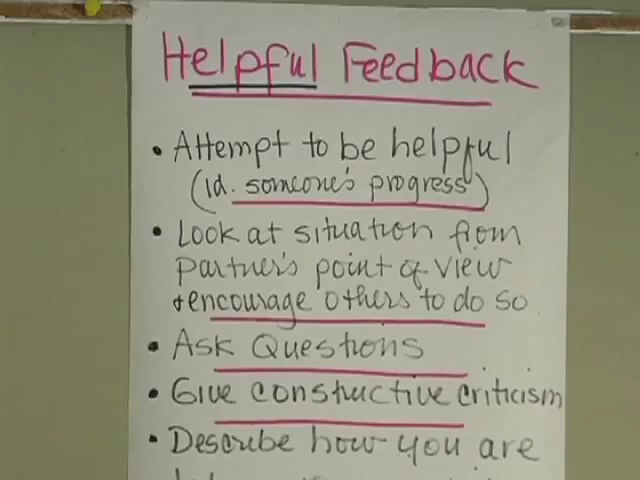 Helpful Feedback
• Attempt to be helpful
(Id. someone's progress)
• Look at situation from
partner's point of view
+ encourage others to do so
• Ask Questions
• Give constructive criticism
• Describe how you are